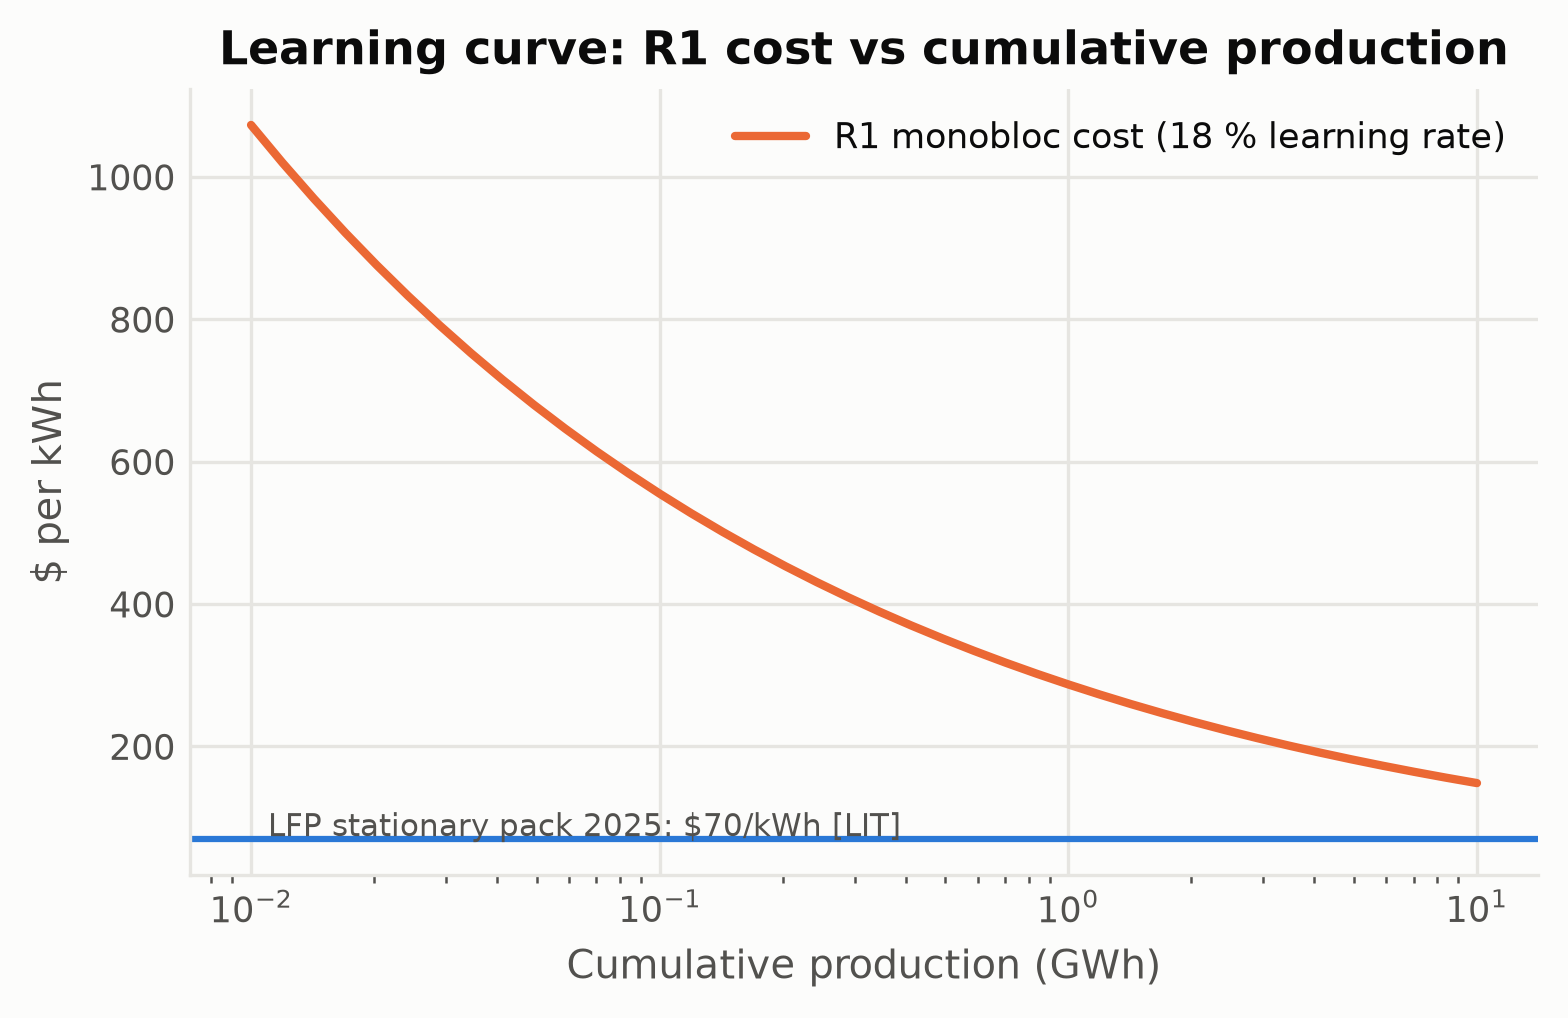 Learning curve: R1 cost vs cumulative production
R1 monobloc cost (18 % learning rate)
1000
800
600
400
200
$ per kWh
LFP stationary pack 2025: $70/kWh [LIT]
10⁻² 10⁻¹ 10⁰ 10¹
Cumulative production (GWh)